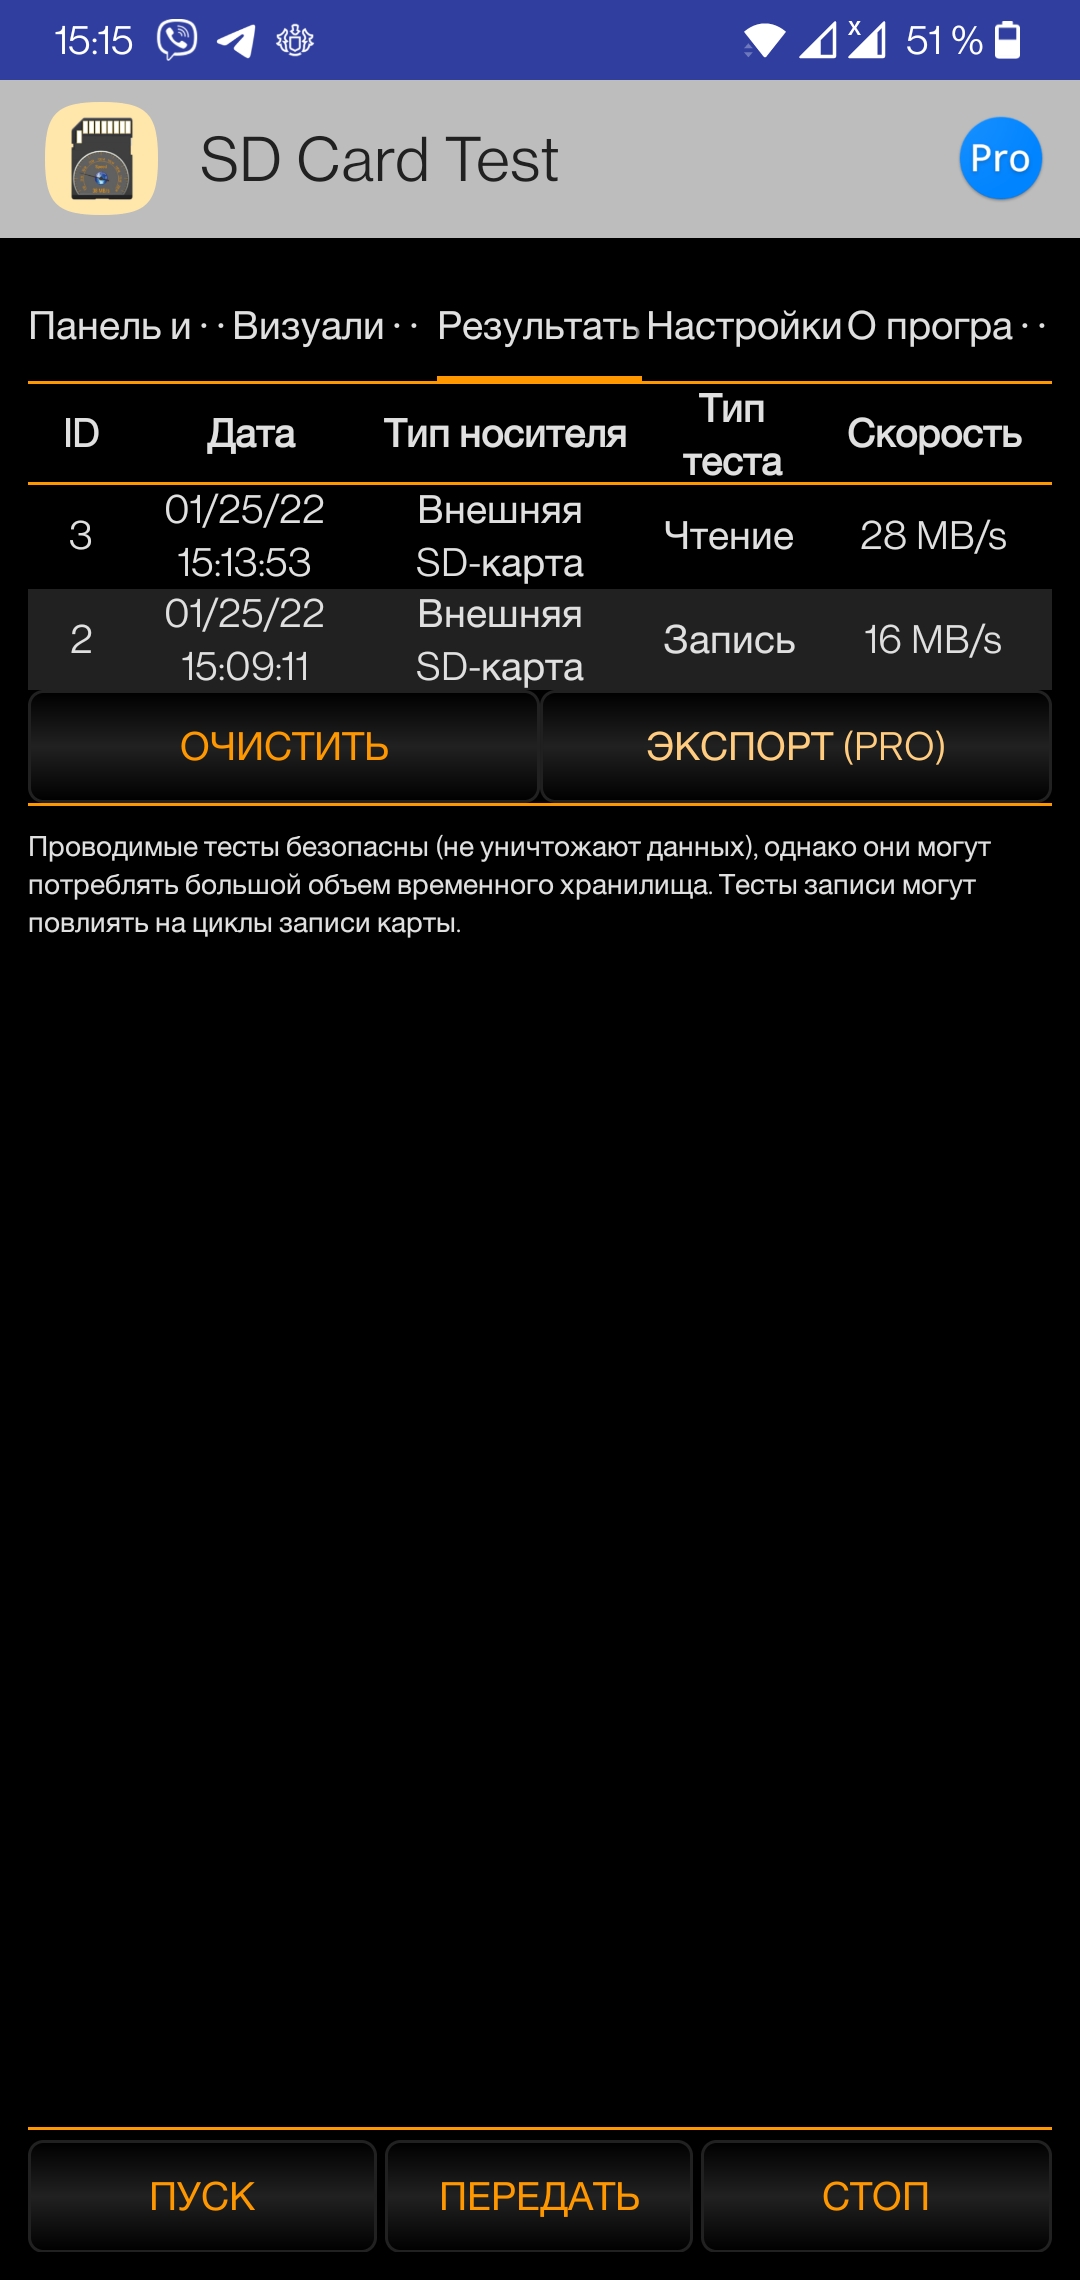 15:15 51 %
SD Card Test Pro
Панель и ·· Визуали ·· Результать Настройки О програ ··
ID Дата Тип носителя Тип теста Скорость
3 01/25/22 15:13:53 Внешняя SD-карта Чтение 28 MB/s
2 01/25/22 15:09:11 Внешняя SD-карта Запись 16 MB/s
ОЧИСТИТЬ ЭКСПОРТ (PRO)
Проводимые тесты безопасны (не уничтожают данных), однако они могут
потреблять большой объем временного хранилища. Тесты записи могут
повлиять на циклы записи карты.
ПУСК ПЕРЕДАТЬ СТОП